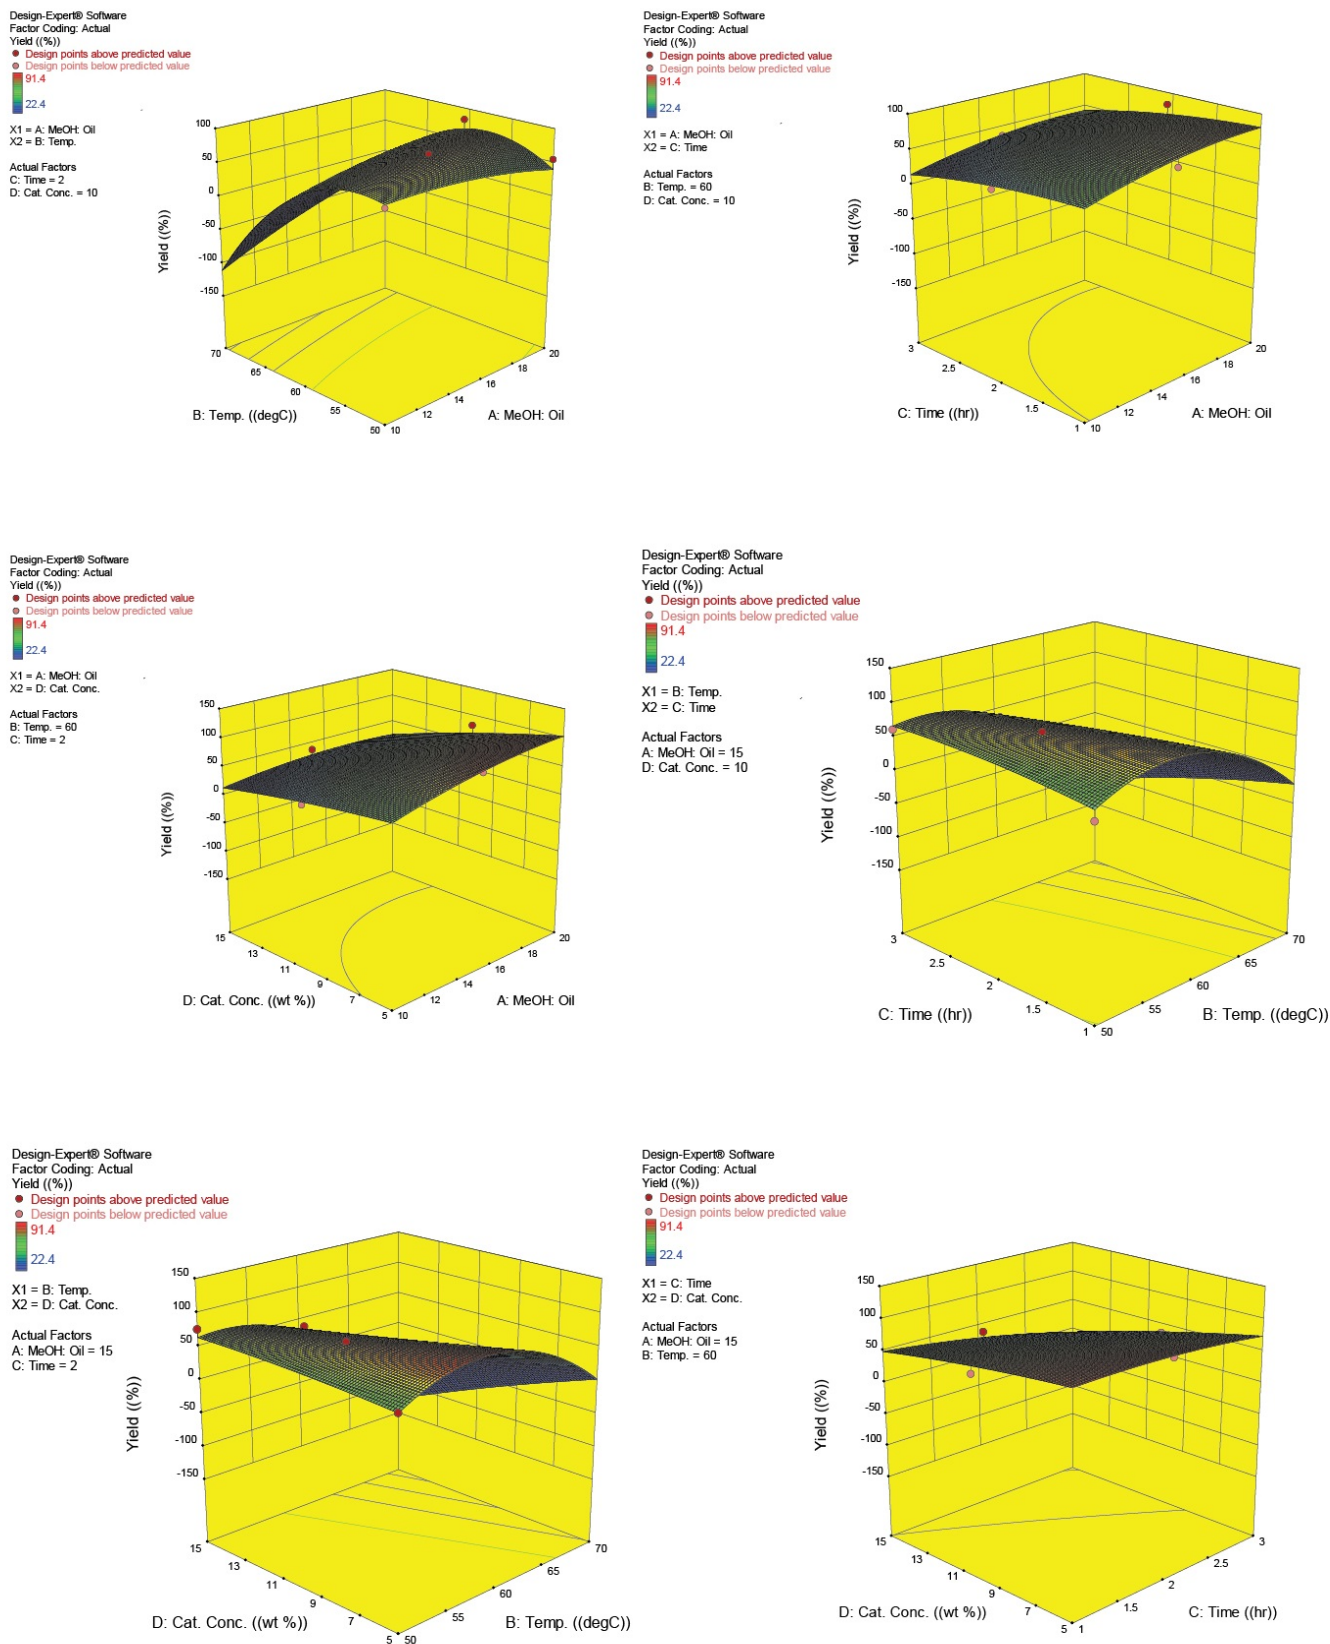 Design-Expert® Software
Factor Coding: Actual
Yield ((%))
Design points above predicted value
Design points below predicted value
91.4
22.4
X1 = A: MeOH: Oil
X2 = B: Temp.
Actual Factors
C: Time = 2
D: Cat. Conc. = 10
100
50
0
-50
-100
-150
Yield ((%))
70
65
60
55
50
10
12
14
16
18
20
B: Temp. ((degC))
A: MeOH: Oil
Design-Expert® Software
Factor Coding: Actual
Yield ((%))
Design points above predicted value
Design points below predicted value
91.4
22.4
X1 = A: MeOH: Oil
X2 = C: Time
Actual Factors
B: Temp. = 60
D: Cat. Conc. = 10
100
50
0
-50
-100
-150
Yield ((%))
3
2.5
2
1.5
1
10
12
14
16
18
20
C: Time ((hr))
A: MeOH: Oil
Design-Expert® Software
Factor Coding: Actual
Yield ((%))
Design points above predicted value
Design points below predicted value
91.4
22.4
X1 = A: MeOH: Oil
X2 = D: Cat. Conc.
Actual Factors
B: Temp. = 60
C: Time = 2
150
100
50
0
-50
-100
-150
Yield ((%))
15
13
11
9
7
5
10
12
14
16
18
20
D: Cat. Conc. ((wt %))
A: MeOH: Oil
Design-Expert® Software
Factor Coding: Actual
Yield ((%))
Design points above predicted value
Design points below predicted value
91.4
22.4
X1 = B: Temp.
X2 = C: Time
Actual Factors
A: MeOH: Oil = 15
D: Cat. Conc. = 10
150
100
50
0
-50
-100
-150
Yield ((%))
3
2.5
2
1.5
1
50
55
60
65
70
C: Time ((hr))
B: Temp. ((degC))
Design-Expert® Software
Factor Coding: Actual
Yield ((%))
Design points above predicted value
Design points below predicted value
91.4
22.4
X1 = B: Temp.
X2 = D: Cat. Conc.
Actual Factors
A: MeOH: Oil = 15
C: Time = 2
150
100
50
0
-50
-100
-150
Yield ((%))
15
13
11
9
7
5
50
55
60
65
70
D: Cat. Conc. ((wt %))
B: Temp. ((degC))
Design-Expert® Software
Factor Coding: Actual
Yield ((%))
Design points above predicted value
Design points below predicted value
91.4
22.4
X1 = C: Time
X2 = D: Cat. Conc.
Actual Factors
A: MeOH: Oil = 15
B: Temp. = 60
150
100
50
0
-50
-100
-150
Yield ((%))
15
13
11
9
7
5
1
1.5
2
2.5
3
D: Cat. Conc. ((wt %))
C: Time ((hr))